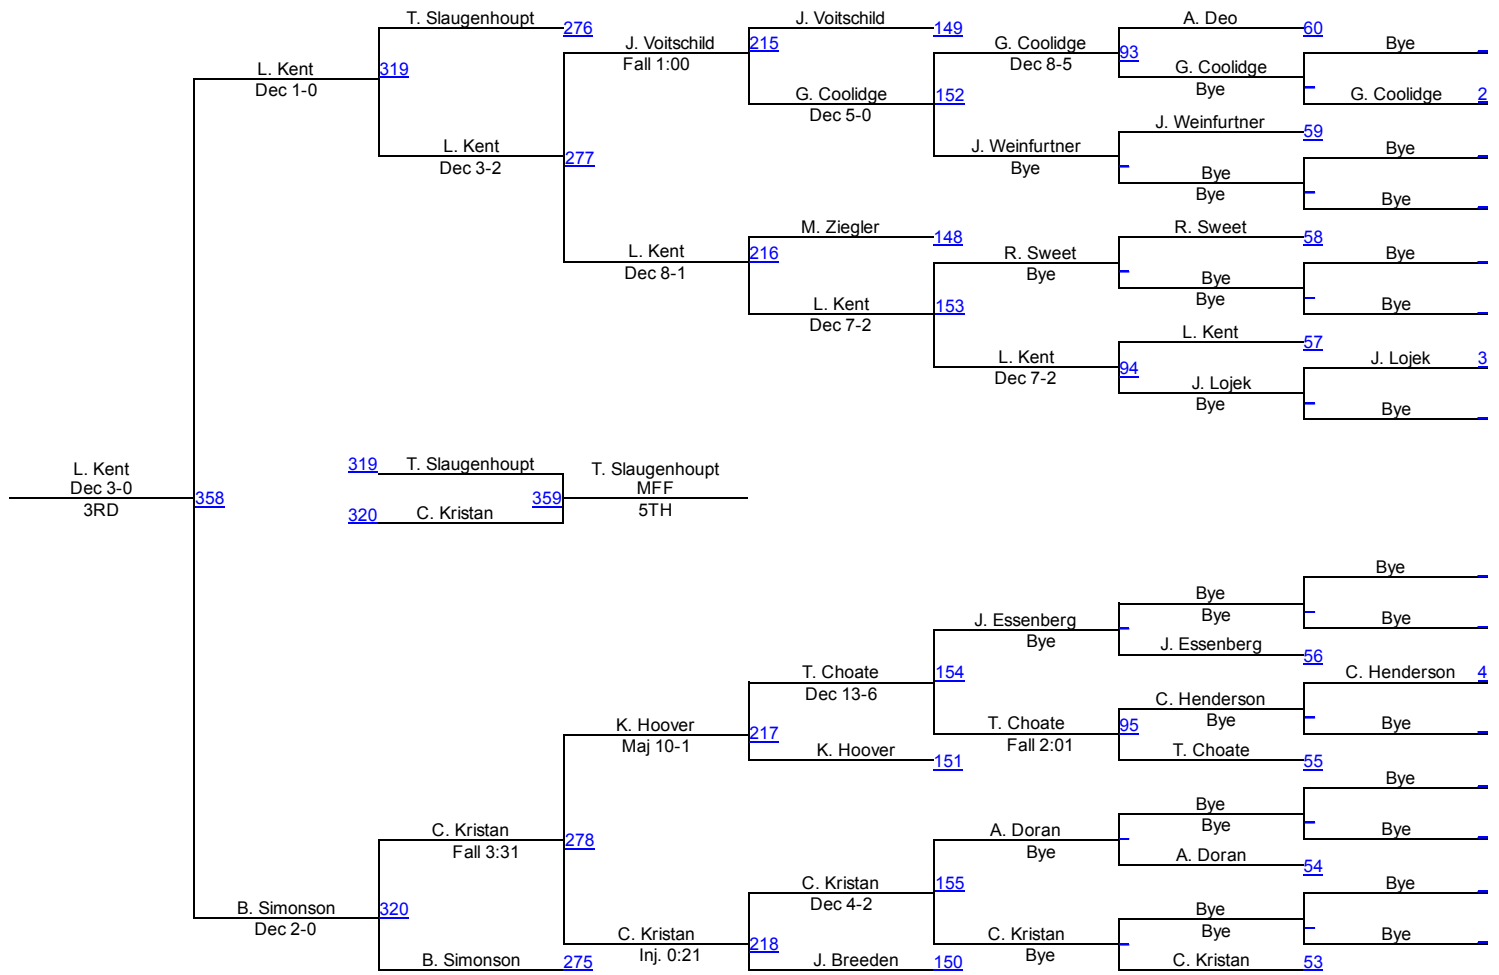 T. Slaugenhoupt
276
J. Voitschild
149
A. Deo
60
J. Voitschild
Fall 1:00
215
G. Coolidge
Dec 8-5
93
Bye
L. Kent
Dec 1-0
319
G. Coolidge
Bye
G. Coolidge
2
G. Coolidge
Dec 5-0
152
J. Weinfurtner
59
L. Kent
Dec 3-2
277
J. Weinfurtner
Bye
Bye
Bye
Bye
Bye
M. Ziegler
148
R. Sweet
58
L. Kent
Dec 8-1
216
R. Sweet
Bye
Bye
Bye
Bye
Bye
L. Kent
Dec 7-2
153
L. Kent
57
L. Kent
Dec 7-2
94
J. Lojek
3
J. Lojek
Bye
Bye
L. Kent
Dec 3-0
3RD
358
319
T. Slaugenhoupt
320
C. Kristan
359
T. Slaugenhoupt
MFF
5TH
Bye
Bye
Bye
Bye
J. Essenberg
Bye
J. Essenberg
56
T. Choate
Dec 13-6
154
C. Henderson
4
C. Henderson
Bye
Bye
K. Hoover
Maj 10-1
217
T. Choate
Fall 2:01
95
K. Hoover
151
T. Choate
55
Bye
Bye
Bye
Bye
C. Kristan
Fall 3:31
278
A. Doran
Bye
A. Doran
54
C. Kristan
Dec 4-2
155
Bye
B. Simonson
Dec 2-0
320
Bye
Bye
Bye
C. Kristan
Inj. 0:21
218
C. Kristan
Bye
B. Simonson
275
J. Breeden
150
C. Kristan
53